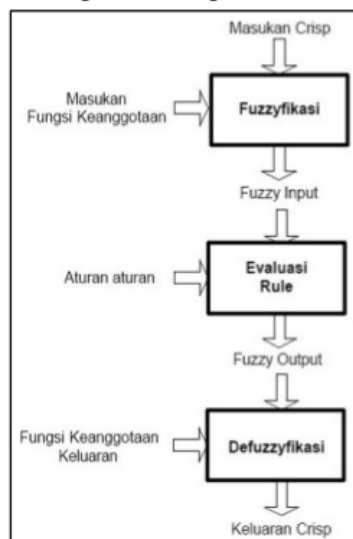 Masukan Crisp
Masukan
Fungsi Keanggotaan
Fuzzyfikasi
Fuzzy Input
Aturan aturan
Evaluasi
Rule
Fuzzy Output
Fungsi Keanggotaan
Keluaran
Defuzzyfikasi
Keluaran Crisp